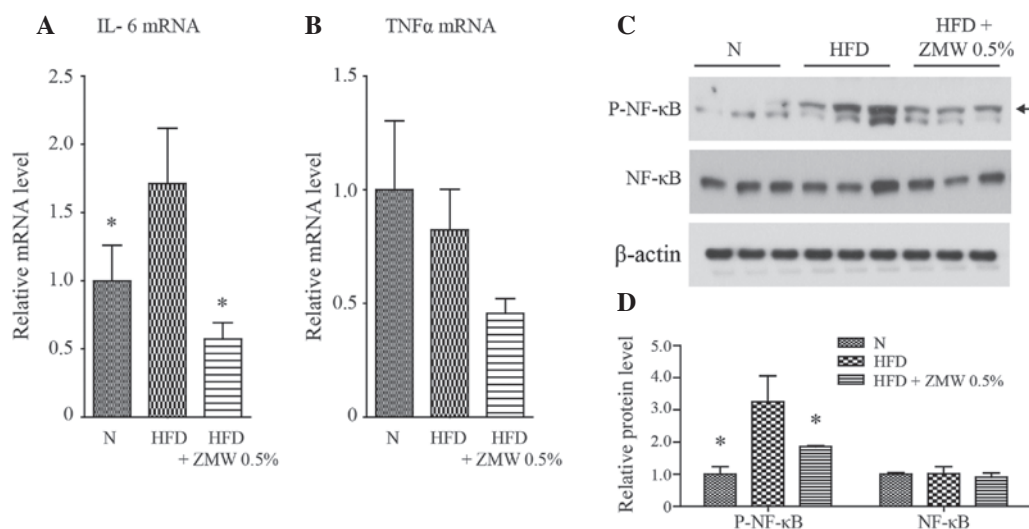 A
IL- 6 mRNA
Relative mRNA level
2.5
2.0
1.5
1.0
0.5
0
*
*
N
HFD
HFD
+ ZMW 0.5%
B
TNFα mRNA
Relative mRNA level
1.5
1.0
0.5
0
N
HFD
HFD
+ ZMW 0.5%
C
N
HFD
HFD +
ZMW 0.5%
P-NF-κB
NF-κB
β-actin
D
Relative protein level
5.0
4.0
3.0
2.0
1.0
0
N
HFD
HFD + ZMW 0.5%
*
*
P-NF-κB
NF-κB